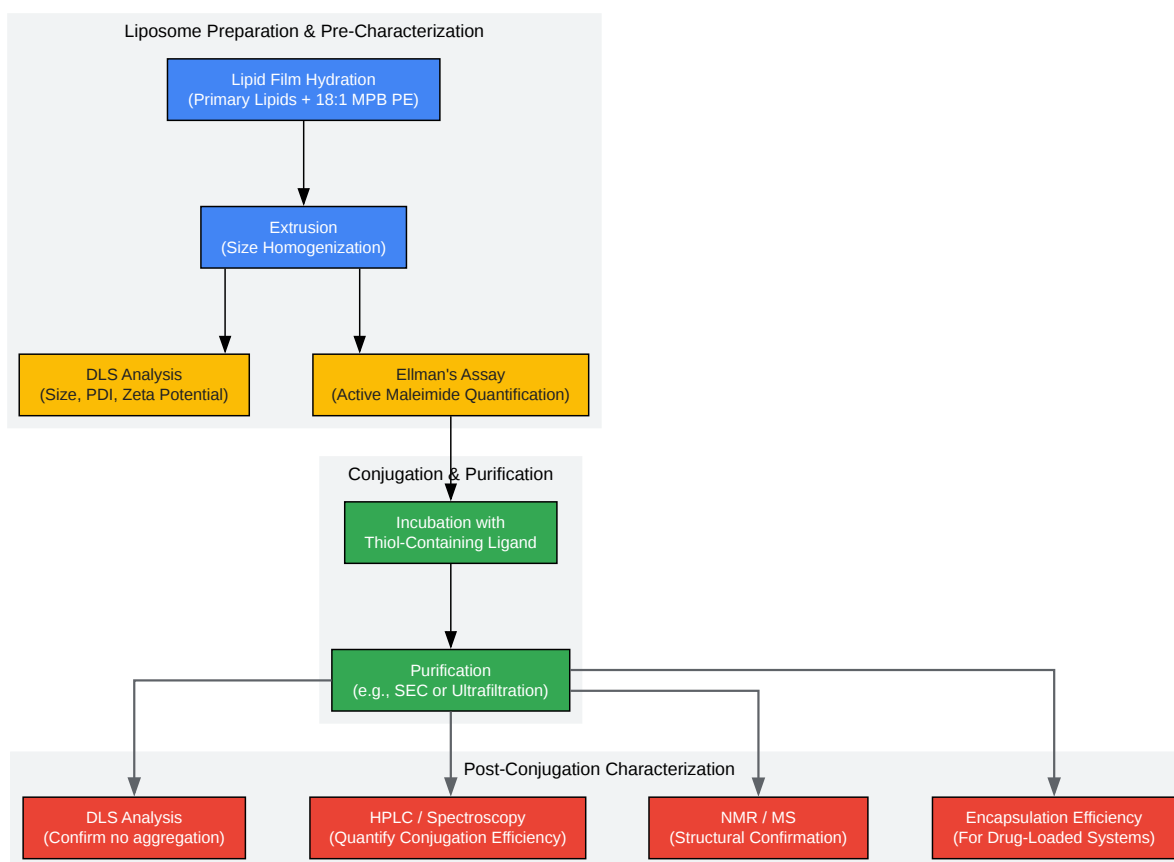 Liposome Preparation & Pre-Characterization
Lipid Film Hydration
(Primary Lipids + 18:1 MPB PE)
Extrusion
(Size Homogenization)
DLS Analysis
(Size, PDI, Zeta Potential)
Ellman's Assay
(Active Maleimide Quantification)
Conjugation & Purification
Incubation with
Thiol-Containing Ligand
Purification
(e.g., SEC or Ultrafiltration)
Post-Conjugation Characterization
DLS Analysis
(Confirm no aggregation)
HPLC / Spectroscopy
(Quantify Conjugation Efficiency)
NMR / MS
(Structural Confirmation)
Encapsulation Efficiency
(For Drug-Loaded Systems)